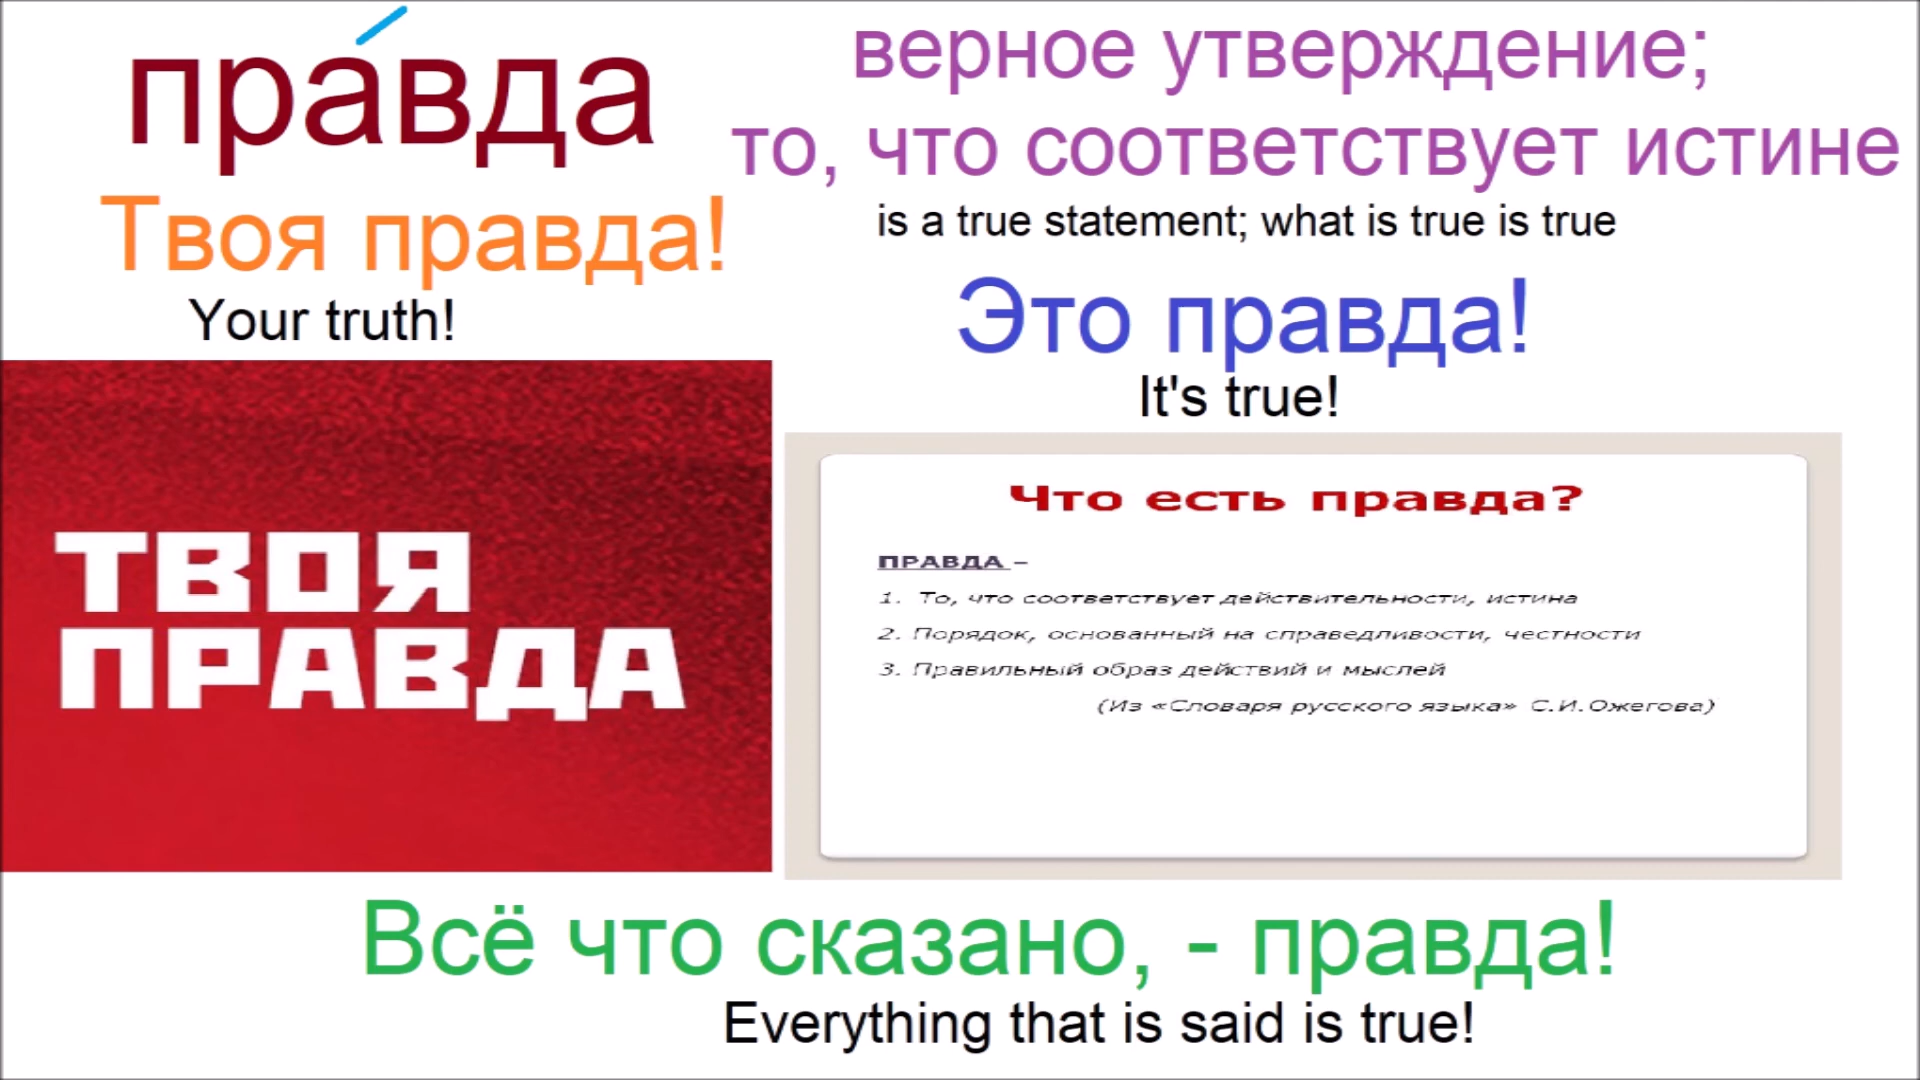 пра́вда
верное утверждение;
то, что соответствует истине
is a true statement; what is true is true
Твоя правда!
Your truth!
Это правда!
It's true!
ТВОЯ
ПРАВДА
Что есть правда?
ПРАВДА –
1. То, что соответствует действительности, истина
2. Порядок, основанный на справедливости, честности
3. Правильный образ действий и мыслей
(Из «Словаря русского языка» С.И.Ожегова)
Всё что сказано, - правда!
Everything that is said is true!